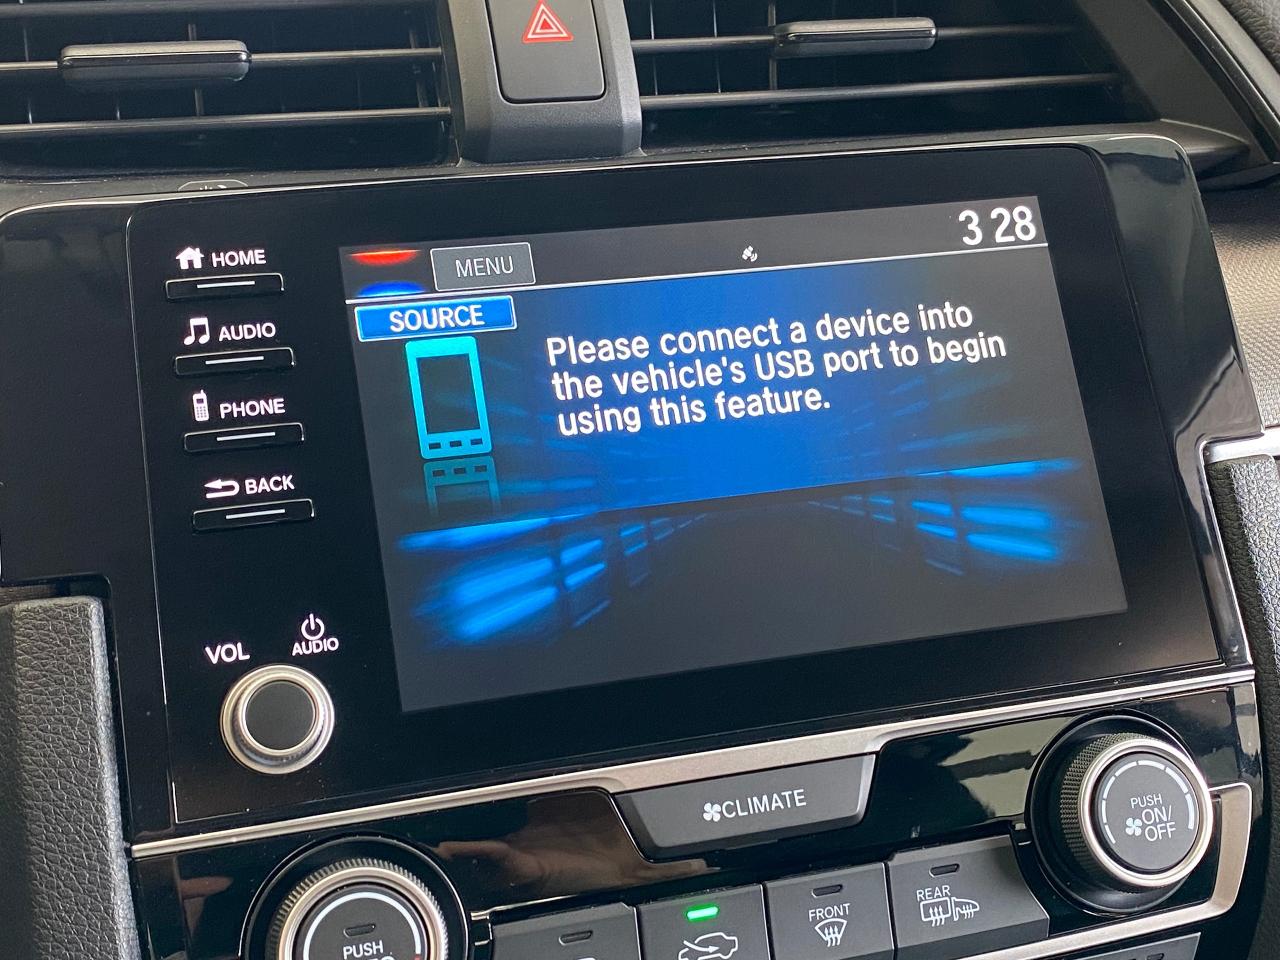 3 28
HOME
MENU
SOURCE
AUDIO
Please connect a device into
the vehicle's USB port to begin
using this feature.
PHONE
BACK
VOL
AUDIO
CLIMATE
PUSH
ON/
OFF
REAR
FRONT
PUSH